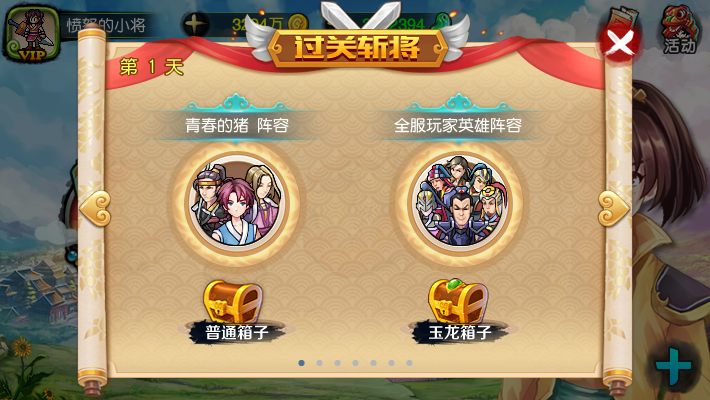 愤怒的小将
VIP
过关斩将
活动
第 1 天
青春的猪 阵容
全服玩家英雄阵容
普通箱子
玉龙箱子